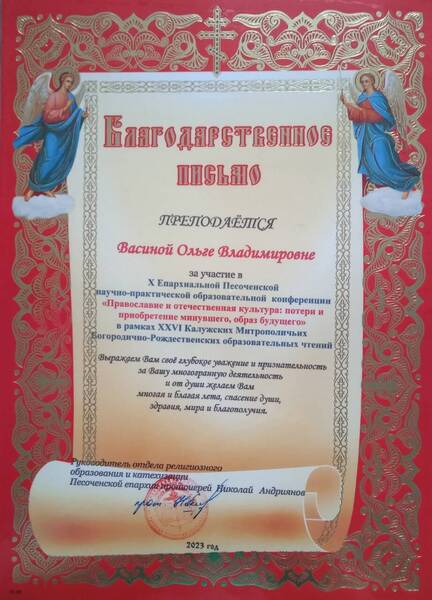 Благодарственное
письмо
ПРЕПОДАЁТСЯ
Васиной Ольге Владимировне
за участие в
X Епархиальной Песоченской
научно-практической образовательной конференции
«Православие и отечественная культура: потери и
приобретение минувшего, образ будущего»
в рамках XXVI Калужских Митрополичьих
Богородично-Рождественских образовательных чтений
Выражаем Вам своё глубокое уважение и признательность
за Вашу многогранную деятельность
и от души желаем Вам
многая и благая лета, спасение души,
здравия, мира и благополучия.
Руководитель отдела религиозного
образования и катехизации
Песоченской епархии протоиерей Николай Андриянов
прот.
2023 год